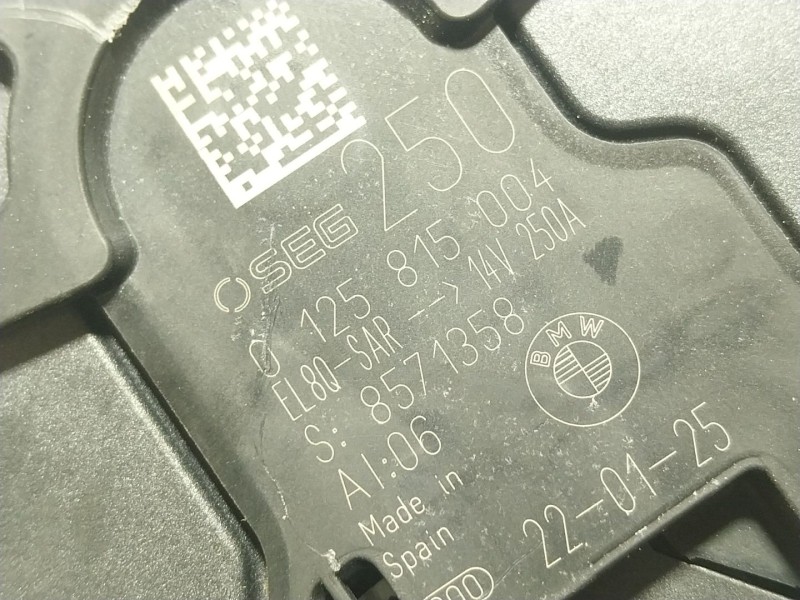 250
SEG
0 125 815 004
EL8Q-SAR --> 14V 250A
S: 8571358
AI:06
BMW
Made in
Spain
22-01-25